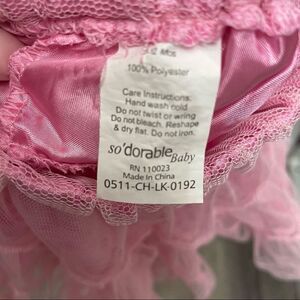 Mos
100% Polyester
Care Instructions:
Hand wash cold
Do not twist or wring
Do not bleach. Reshape
& dry flat. Do not iron.
so'dorable Baby
RN 110023
Made In China
0511-CH-LK-0192